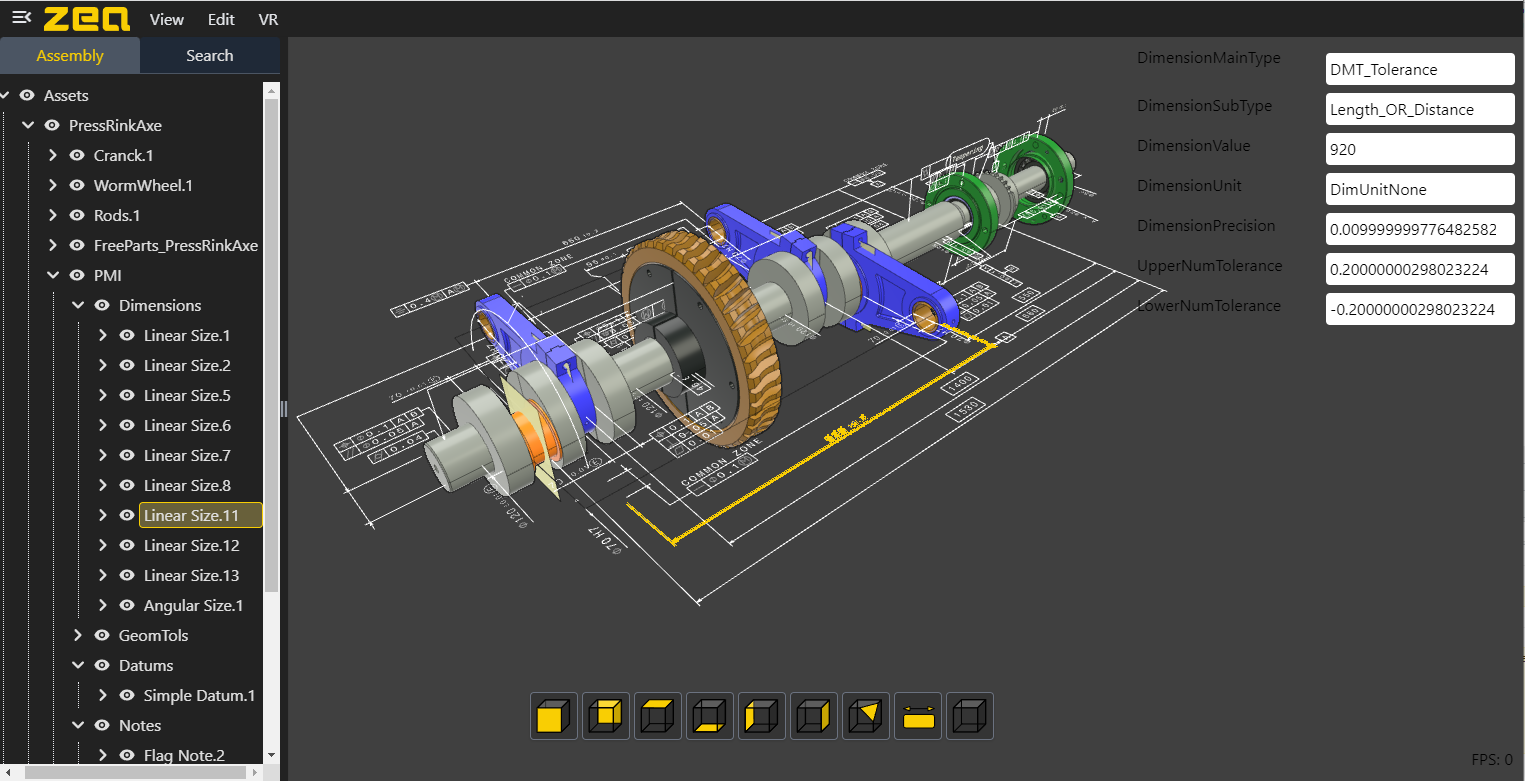 zea View Edit VR
Assembly Search
Assets
PressRinkAxe
Cranck.1
WormWheel.1
Rods.1
FreeParts_PressRinkAxe
PMI
Dimensions
Linear Size.1
Linear Size.2
Linear Size.5
Linear Size.6
Linear Size.7
Linear Size.8
Linear Size.11
Linear Size.12
Linear Size.13
Angular Size.1
GeomTols
Datums
Simple Datum.1
Notes
Flag Note.2
DimensionMainType DMT_Tolerance
DimensionSubType Length_OR_Distance
DimensionValue 920
DimensionUnit DimUnitNone
DimensionPrecision 0.009999999776482582
UpperNumTolerance 0.20000000298023224
LowerNumTolerance -0.20000000298023224
COMMON ZONE
COMMON ZONE
1400
1530
Φ70 H7
FPS: 0